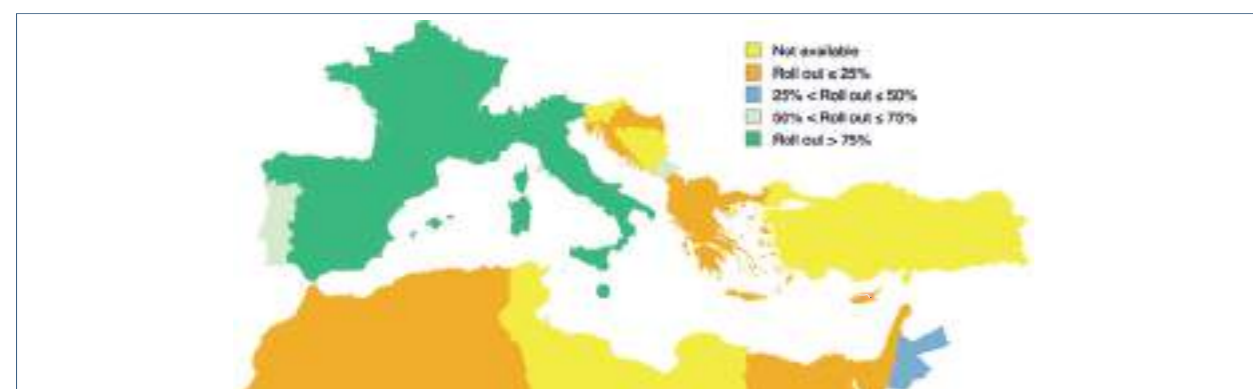 Not available
Roll out ≤ 25%
25% < Roll out ≤ 50%
50% < Roll out ≤ 75%
Roll out > 75%